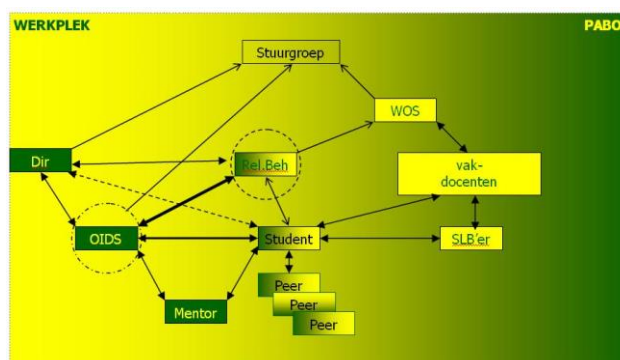 WERKPLEK
PABO
Stuurgroep
WOS
Dir
Rel.Beh
vak-
docenten
OIDS
Student
SLB'er
Peer
Peer
Peer
Mentor